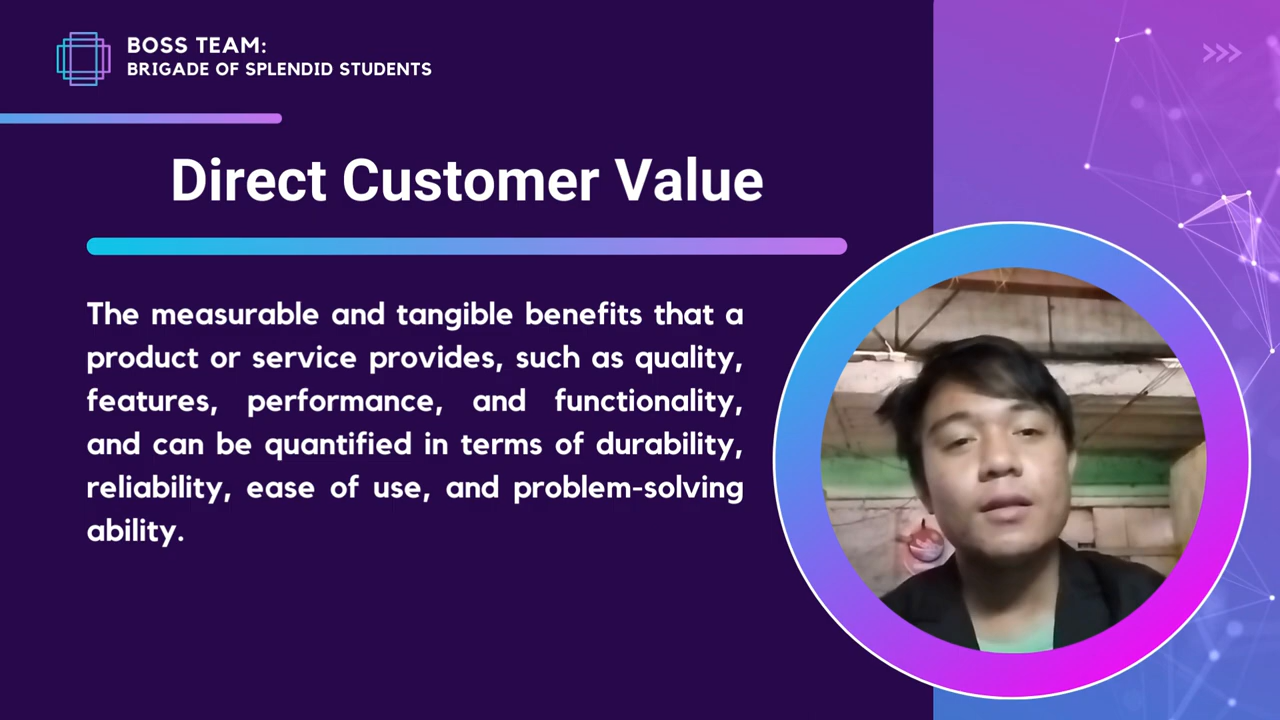 BOSS TEAM:
BRIGADE OF SPLENDID STUDENTS
Direct Customer Value
The measurable and tangible benefits that a
product or service provides, such as quality,
features, performance, and functionality,
and can be quantified in terms of durability,
reliability, ease of use, and problem-solving
ability.